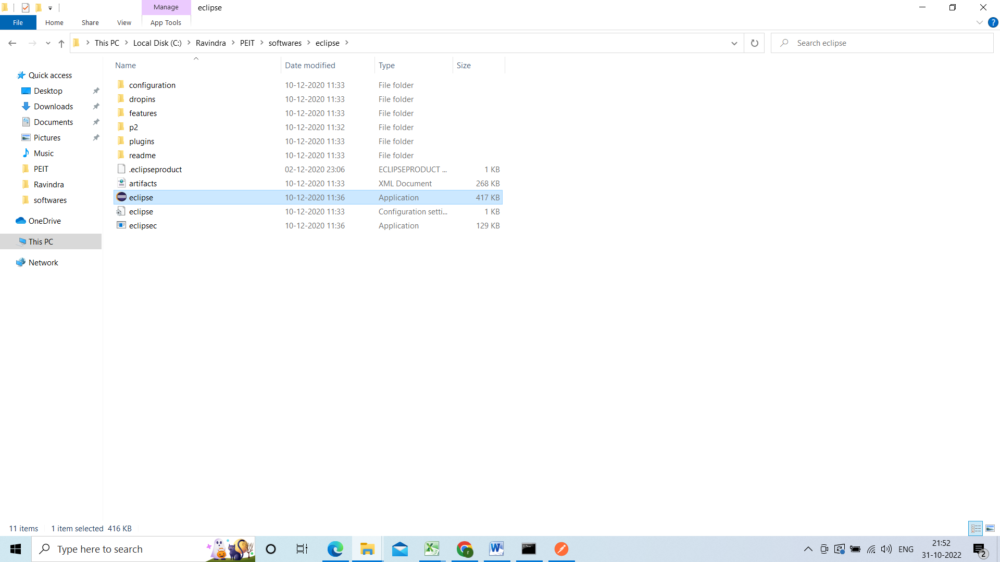 Manage
eclipse
File
Home
Share
View
App Tools
?
This PC
Local Disk (C:)
Ravindra
PEIT
softwares
eclipse
Search eclipse
Name
Date modified
Type
Size
Quick access
Desktop
Downloads
Documents
Pictures
Music
PEIT
Ravindra
softwares
OneDrive
This PC
Network
configuration 10-12-2020 11:33 File folder
dropins 10-12-2020 11:33 File folder
features 10-12-2020 11:33 File folder
p2 10-12-2020 11:32 File folder
plugins 10-12-2020 11:33 File folder
readme 10-12-2020 11:33 File folder
.eclipseproduct 02-12-2020 23:06 ECLIPSEPRODUCT ... 1 KB
artifacts 10-12-2020 11:33 XML Document 268 KB
eclipse 10-12-2020 11:36 Application 417 KB
eclipse 10-12-2020 11:33 Configuration setti... 1 KB
eclipsec 10-12-2020 11:36 Application 129 KB
11 items
1 item selected 416 KB
Type here to search
r
ENG
21:52
31-10-2022
2